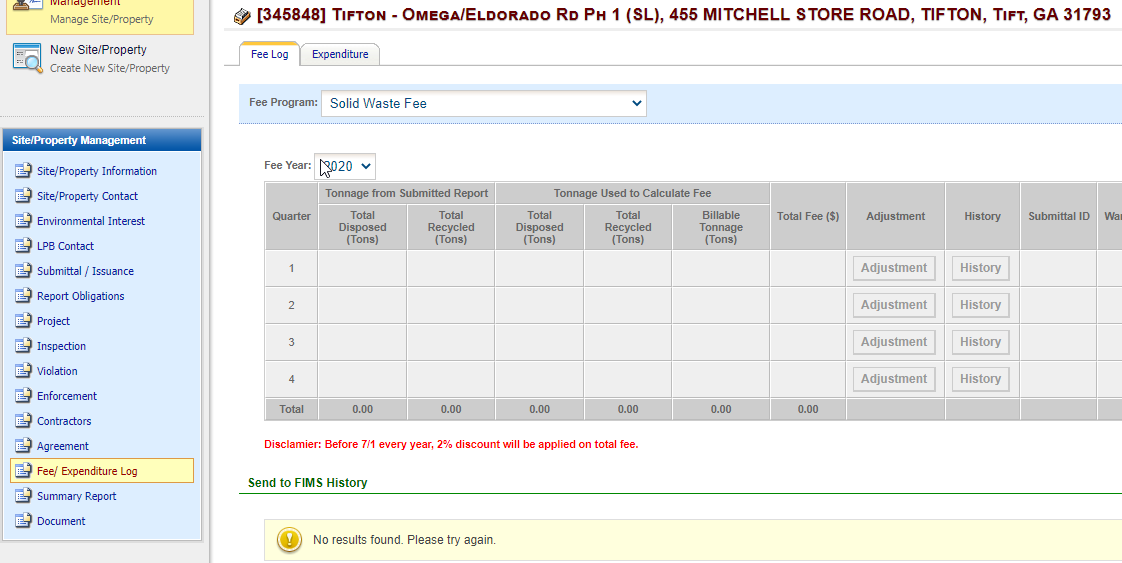 Management
Manage Site/Property
New Site/Property
Create New Site/Property
Site/Property Management
Site/Property Information
Site/Property Contact
Environmental Interest
LPB Contact
Submittal / Issuance
Report Obligations
Project
Inspection
Violation
Enforcement
Contractors
Agreement
Fee/ Expenditure Log
Summary Report
Document
[345848] Tifton - Omega/Eldorado Rd Ph 1 (SL), 455 MITCHELL STORE ROAD, TIFTON, Tift, GA 31793
Fee Log Expenditure
Fee Program: Solid Waste Fee
Fee Year: 2020
Tonnage from Submitted Report Tonnage Used to Calculate Fee
Quarter Total Disposed (Tons) Total Recycled (Tons) Total Disposed (Tons) Total Recycled (Tons) Billable Tonnage (Tons) Total Fee ($) Adjustment History Submittal ID
1 Adjustment History
2 Adjustment History
3 Adjustment History
4 Adjustment History
Total 0.00 0.00 0.00 0.00 0.00 0.00
Disclamier: Before 7/1 every year, 2% discount will be applied on total fee.
Send to FIMS History
No results found. Please try again.